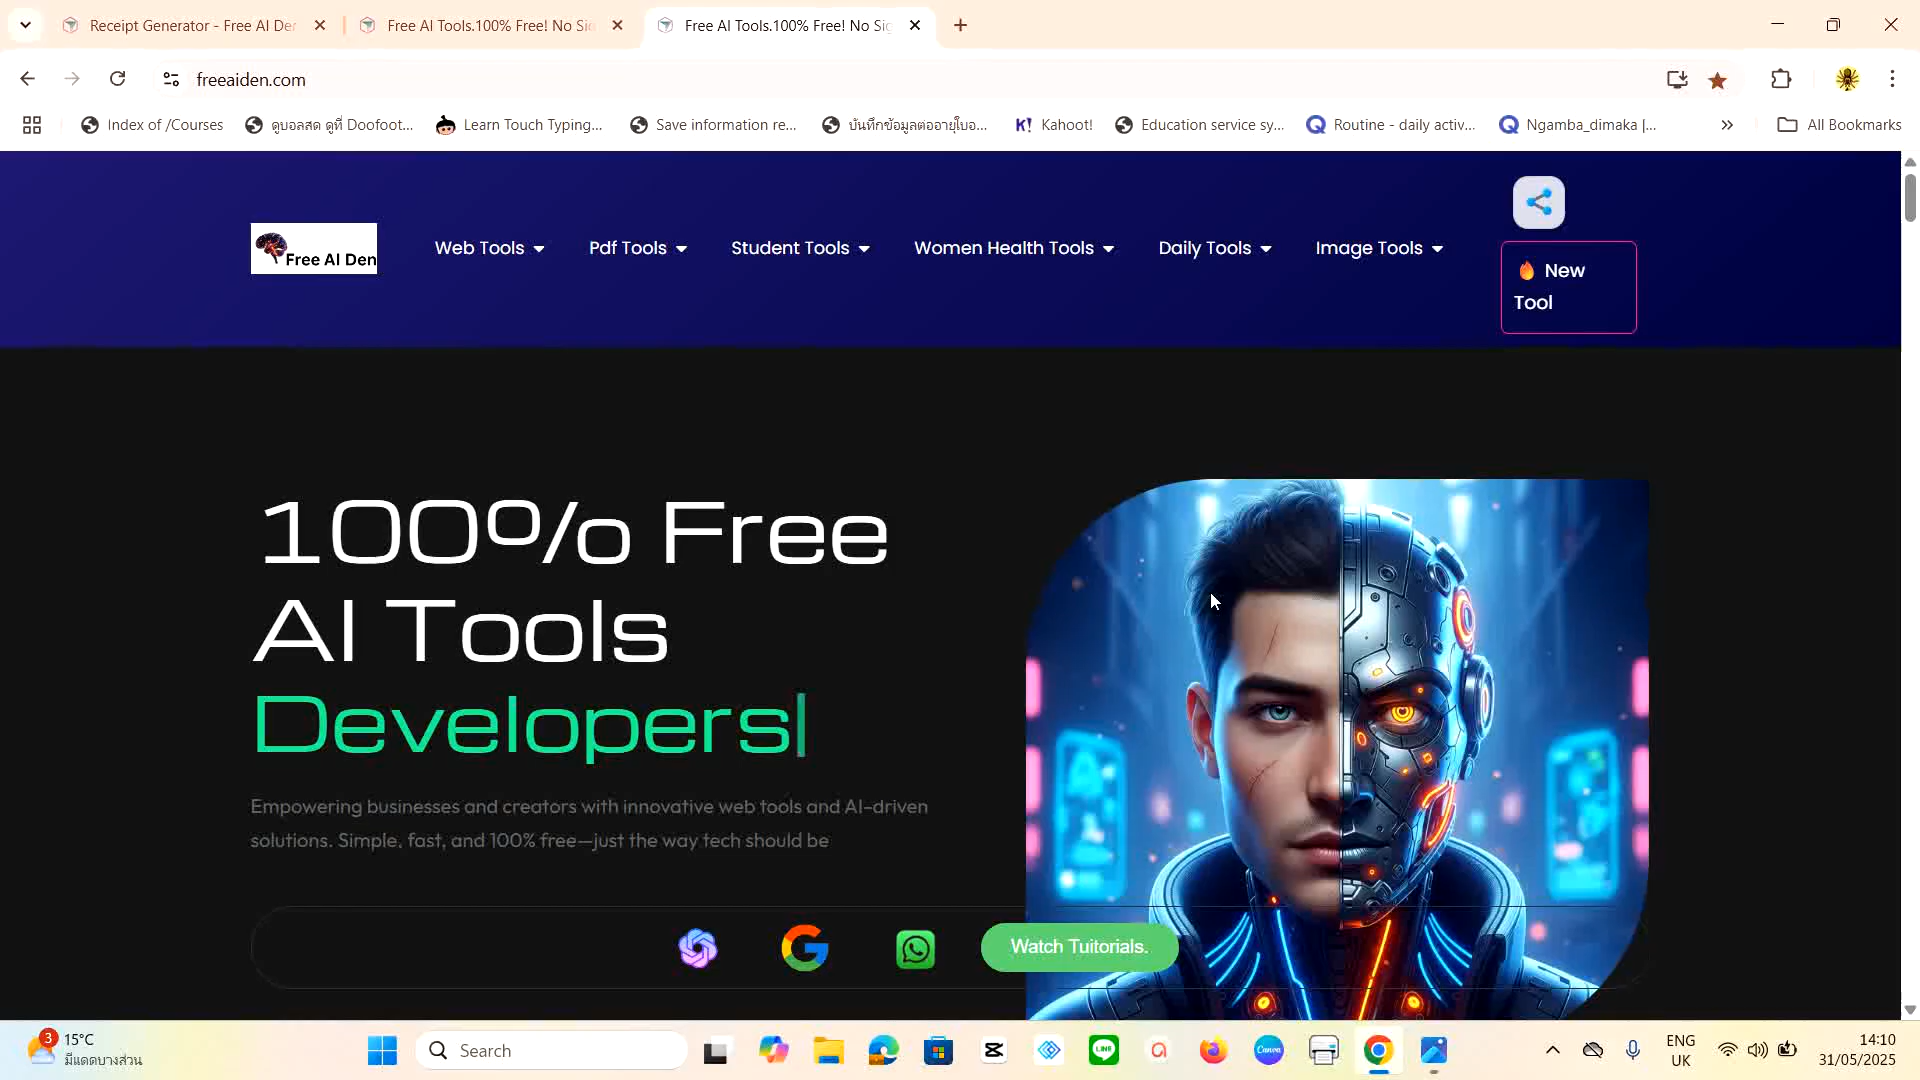 Receipt Generator - Free AI Den
Free AI Tools.100% Free! No Sig
Free AI Tools.100% Free! No Sig
freeaiden.com
Index of /Courses
ดูบอลสด ดูที่ Doofoot...
Learn Touch Typing...
Save information re...
บันทึกข้อมูลต่ออายุใบอ...
K! Kahoot!
Education service sy...
Routine - daily activ...
Ngamba_dimaka |...
All Bookmarks
Free AI Den
Web Tools
Pdf Tools
Student Tools
Women Health Tools
Daily Tools
Image Tools
New
Tool
100% Free
AI Tools
Developers
Empowering businesses and creators with innovative web tools and AI-driven
solutions. Simple, fast, and 100% free—just the way tech should be
Watch Tuitorials.
3
15°C
มีแดดบางส่วน
Search
LINE
Canva
ENG
UK
14:10
31/05/2025